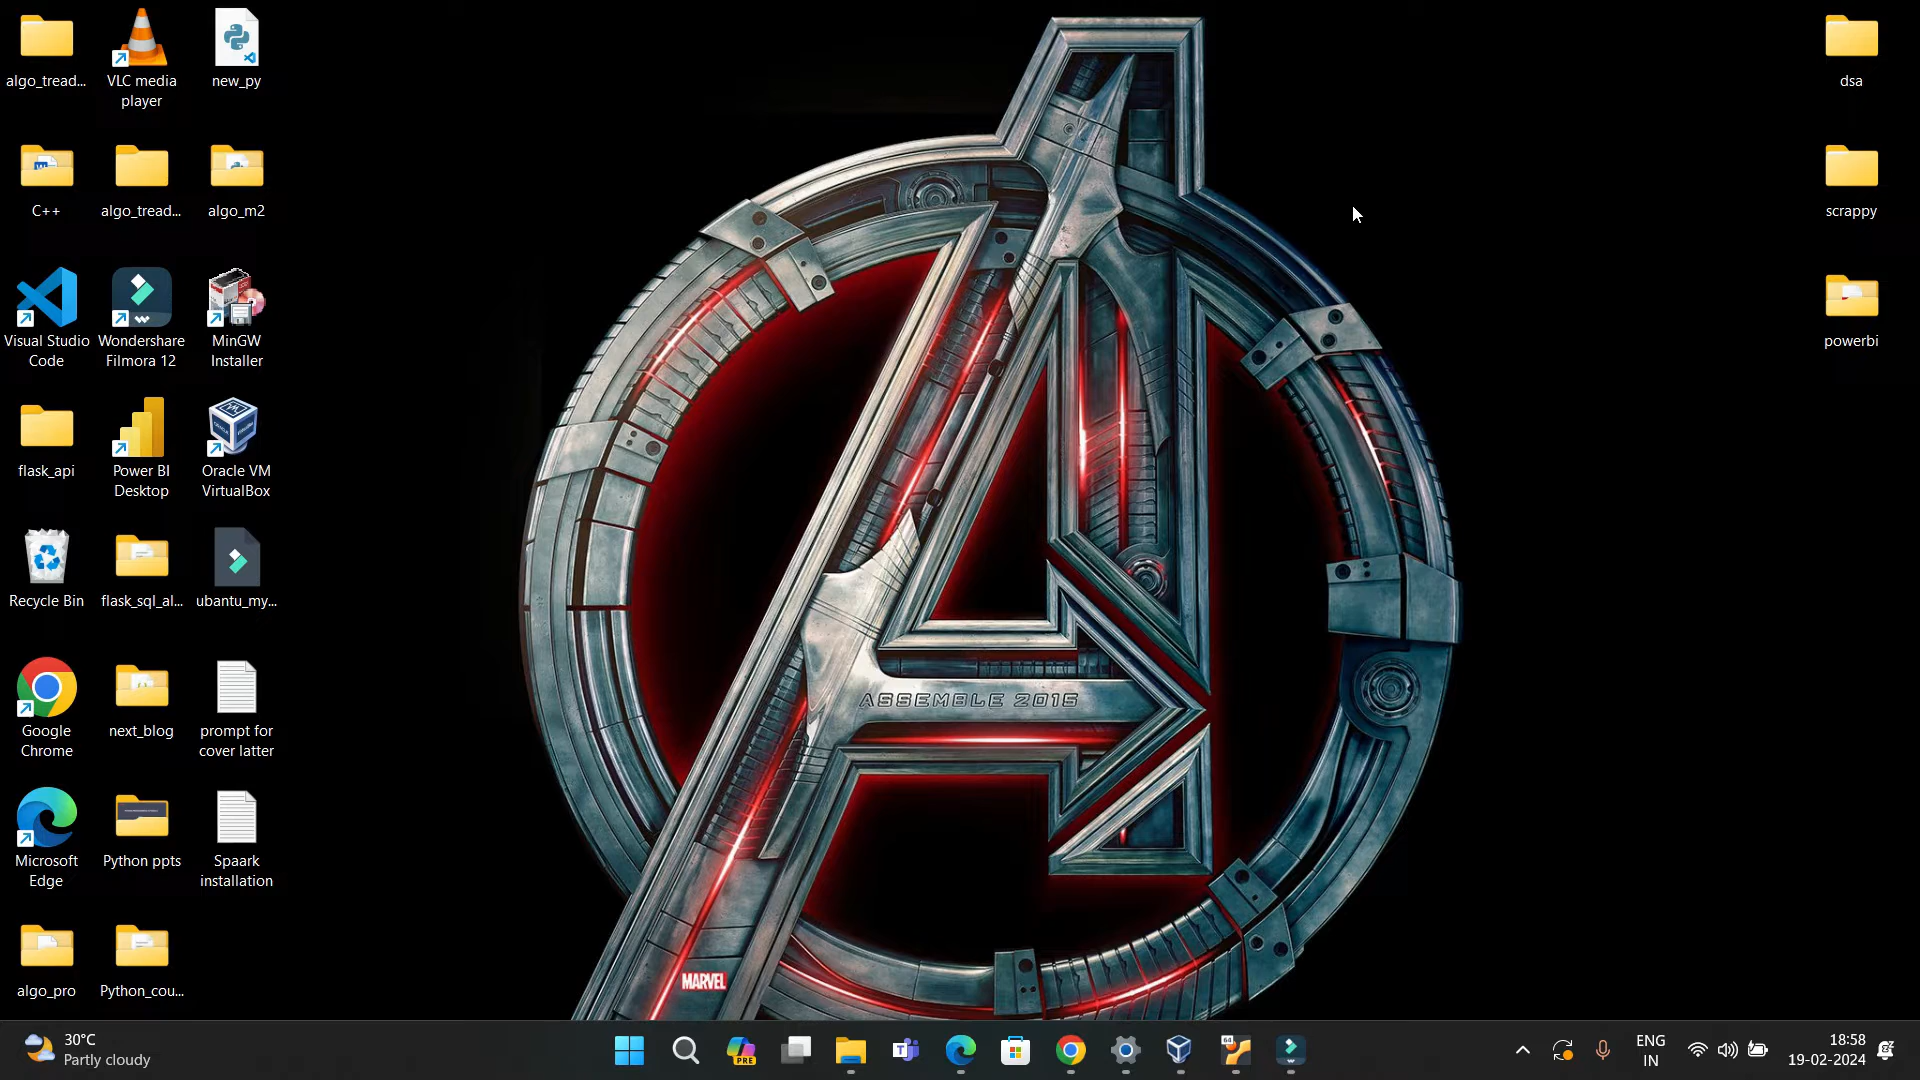 algo_tread...
VLC media
player
new_py
C++
algo_tread...
algo_m2
Visual Studio
Code
Wondershare
Filmora 12
MinGW
Installer
flask_api
Power BI
Desktop
Oracle VM
VirtualBox
Recycle Bin
flask_sql_al...
ubantu_my...
Google
Chrome
next_blog
prompt for
cover latter
Microsoft
Edge
Python ppts
Spaark
installation
algo_pro
Python_cou...
dsa
scrappy
powerbi
ASSEMBLE 2015
MARVEL
30°C
Partly cloudy
PRE
64
ENG
IN
18:58
19-02-2024